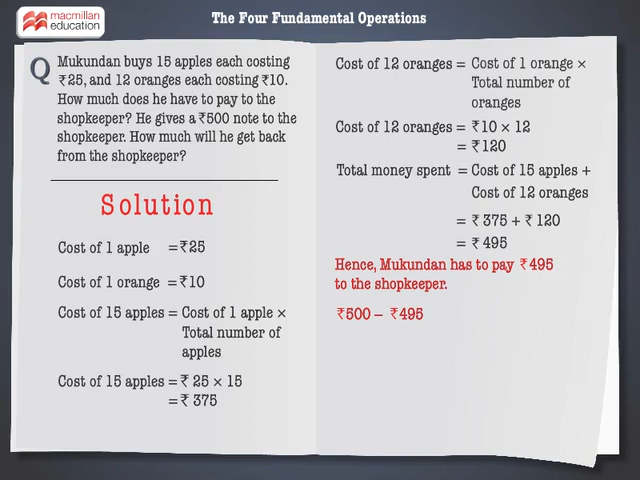 macmillan
education
The Four Fundamental Operations
Q Mukundan buys 15 apples each costing
₹25, and 12 oranges each costing ₹10.
How much does he have to pay to the
shopkeeper? He gives a ₹500 note to the
shopkeeper. How much will he get back
from the shopkeeper?
Solution
Cost of 1 apple = ₹25
Cost of 1 orange = ₹10
Cost of 15 apples = Cost of 1 apple ×
Total number of
apples
Cost of 15 apples = ₹ 25 × 15
= ₹ 375
Cost of 12 oranges = Cost of 1 orange ×
Total number of
oranges
Cost of 12 oranges = ₹10 × 12
= ₹120
Total money spent = Cost of 15 apples +
Cost of 12 oranges
= ₹ 375 + ₹ 120
= ₹ 495
Hence, Mukundan has to pay ₹495
to the shopkeeper.
₹500 – ₹495